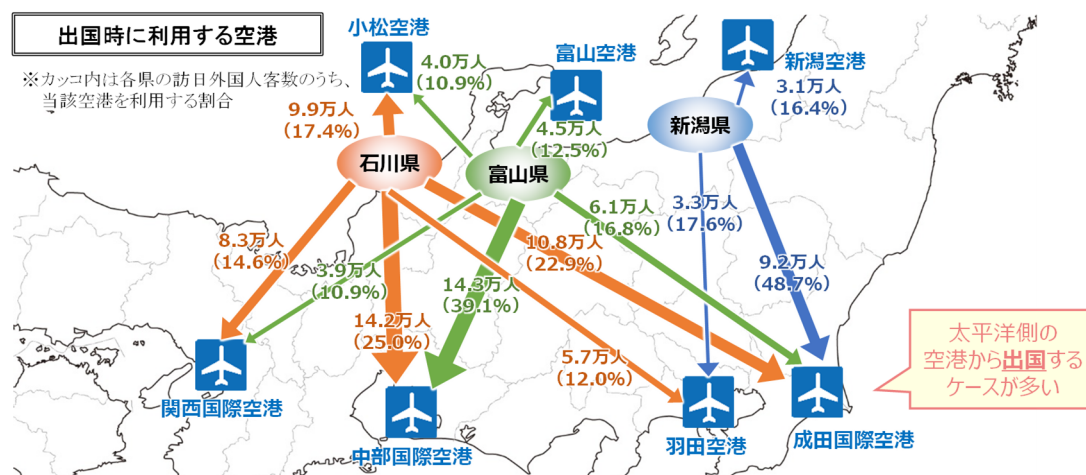 出国時に利用する空港
※カッコ内は各県の訪日外国人客数のうち、
当該空港を利用する割合
小松空港
4.0万人
(10.9%)
富山空港
新潟空港
3.1万人
(16.4%)
9.9万人
(17.4%)
4.5万人
(12.5%)
新潟県
石川県
富山県
8.3万人
(14.6%)
3.9万人
(10.9%)
14.2万人
(25.0%)
14.3万人
(39.1%)
10.8万人
(22.9%)
6.1万人
(16.8%)
3.3万人
(17.6%)
9.2万人
(48.7%)
5.7万人
(12.0%)
太平洋側の
空港から出国する
ケースが多い
関西国際空港
中部国際空港
羽田空港
成田国際空港